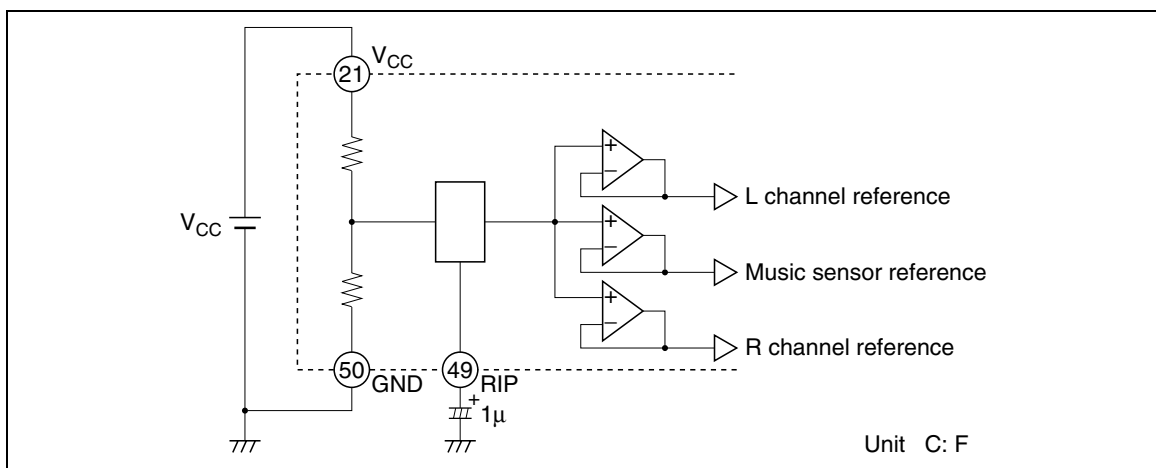 VCC
21
+
−
L channel reference
VCC
+
−
Music sensor reference
+
−
R channel reference
50
GND
49
RIP
+
1μ
Unit C: F